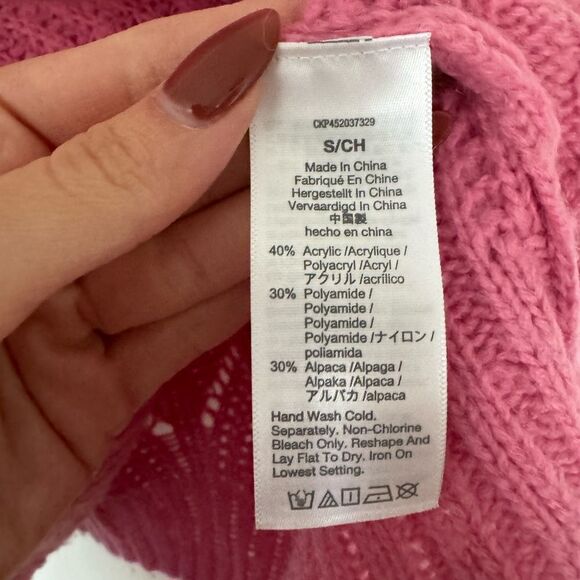 CKP452037329
S/CH
Made In China
Fabriqué En Chine
Hergestellt In China
Vervaardigd In China
中国製
hecho en china
40% Acrylic /Acrylique /
Polyacryl /Acryl /
アクリル /acrílico
30% Polyamide /
Polyamide /
Polyamide /
Polyamide /ナイロン /
poliamida
30% Alpaca /Alpaga /
Alpaka /Alpaca /
アルパカ /alpaca
Hand Wash Cold.
Separately. Non-Chlorine
Bleach Only. Reshape And
Lay Flat To Dry. Iron On
Lowest Setting.